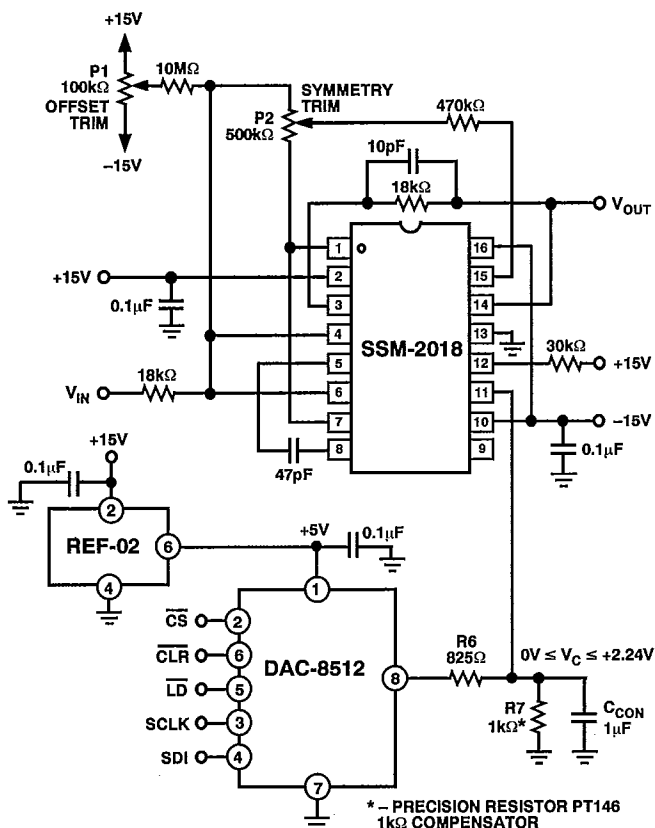 +15V
P1
100kΩ
OFFSET
TRIM
–15V
10MΩ
SYMMETRY
TRIM
P2
500kΩ
470kΩ
10pF
18kΩ
VOUT
+15V
0.1µF
1
2
3
4
5
6
7
8
SSM-2018
16
15
14
13
12
11
10
9
30kΩ
+15V
–15V
0.1µF
VIN
18kΩ
47pF
+15V
0.1µF
2
REF-02
6
4
+5V
0.1µF
1
CS
2
CLR
6
LD
5
SCLK
3
SDI
4
DAC-8512
8
7
R6
825Ω
0V ≤ VC ≤ +2.24V
R7
1kΩ*
CCON
1µF
* – PRECISION RESISTOR PT146
1kΩ COMPENSATOR